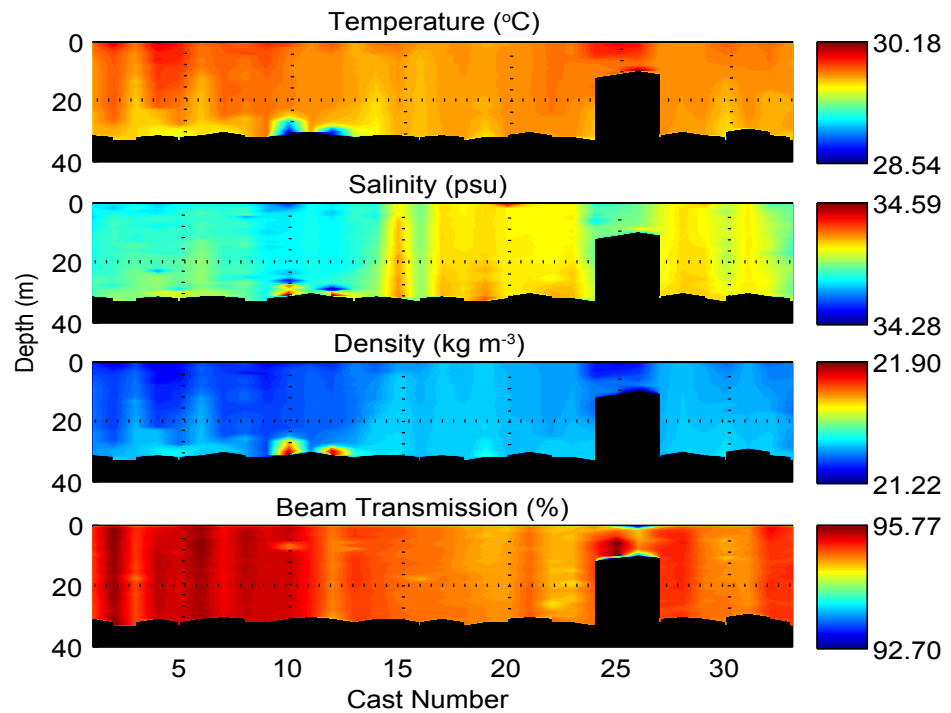 Temperature (°C)
0
20
40
30.18
28.54
Salinity (psu)
0
20
40
34.59
34.28
Depth (m)
Density (kg m⁻³)
0
20
40
21.90
21.22
Beam Transmission (%)
0
20
40
95.77
92.70
5 10 15 20 25 30
Cast Number